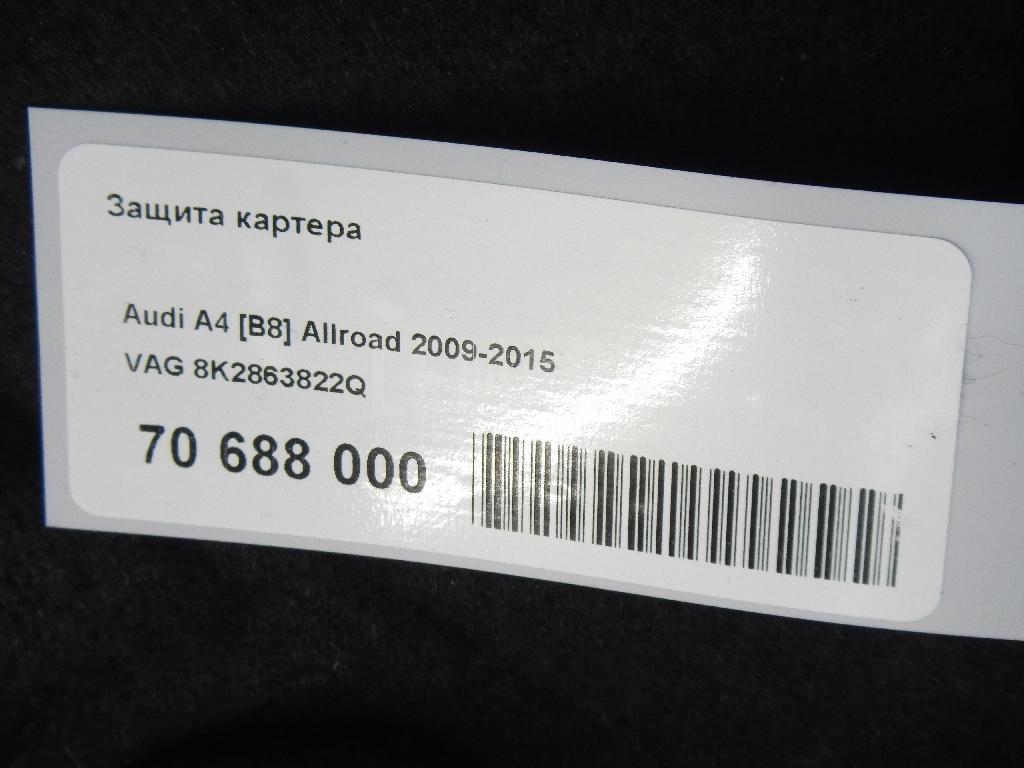 Защита картера
Audi A4 [B8] Allroad 2009-2015
VAG 8K2863822Q
70 688 000